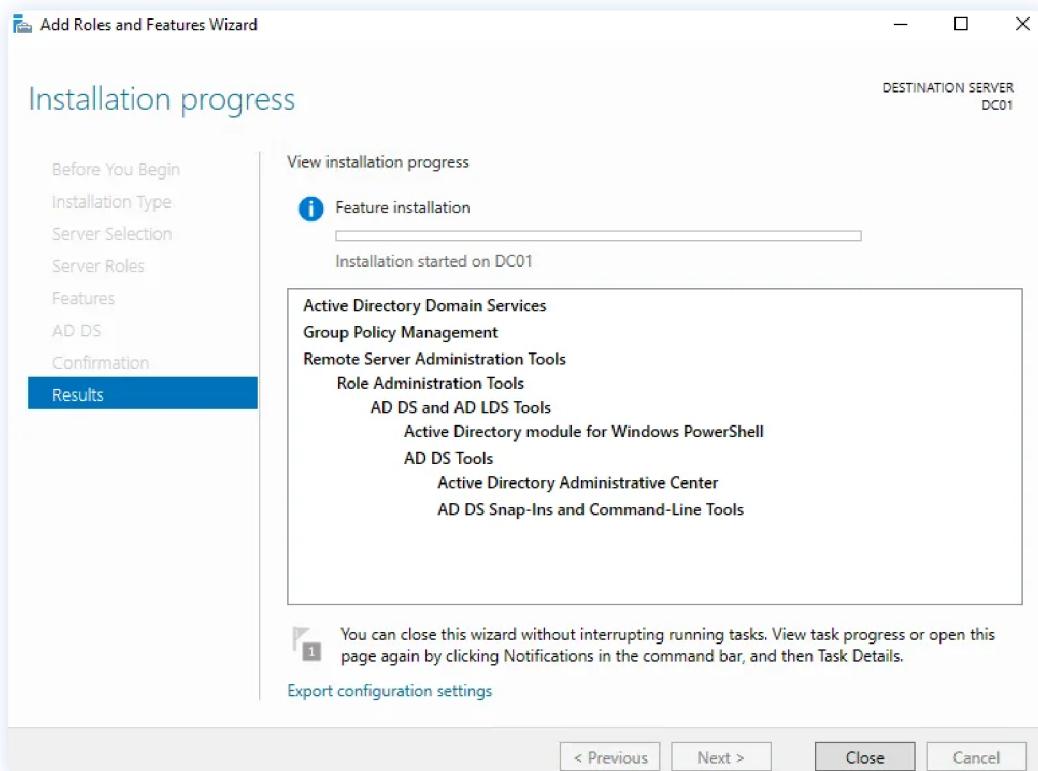 Add Roles and Features Wizard
Installation progress
DESTINATION SERVER
DC01
Before You Begin
Installation Type
Server Selection
Server Roles
Features
AD DS
Confirmation
Results
View installation progress
Feature installation
Installation started on DC01
Active Directory Domain Services
Group Policy Management
Remote Server Administration Tools
Role Administration Tools
AD DS and AD LDS Tools
Active Directory module for Windows PowerShell
AD DS Tools
Active Directory Administrative Center
AD DS Snap-Ins and Command-Line Tools
1
You can close this wizard without interrupting running tasks. View task progress or open this
page again by clicking Notifications in the command bar, and then Task Details.
Export configuration settings
< Previous
Next >
Close
Cancel